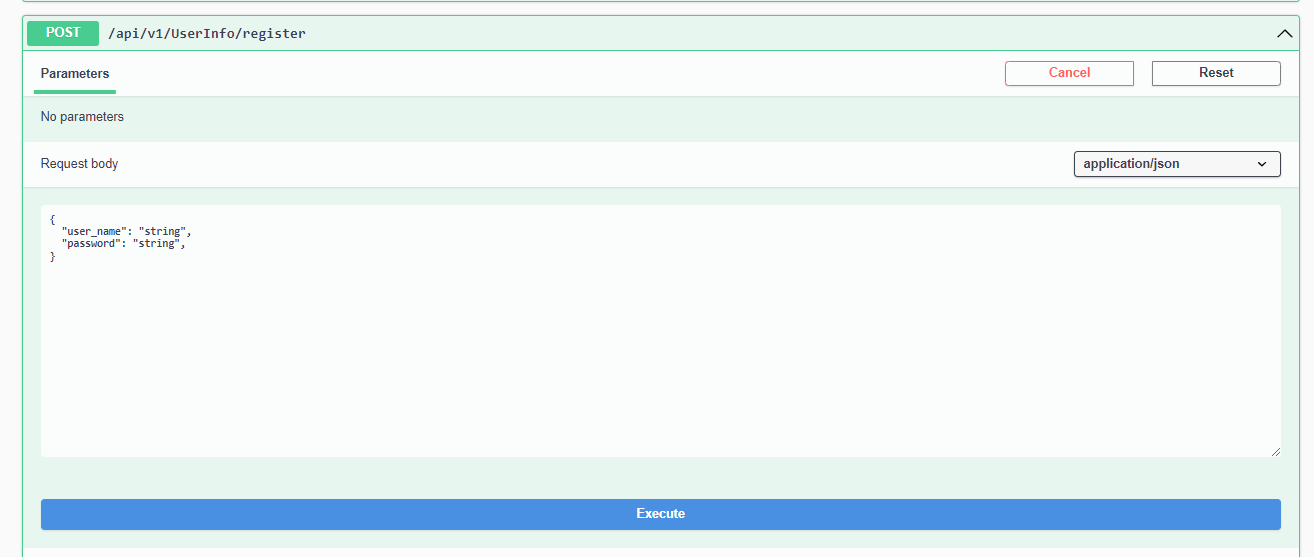 POST /api/v1/UserInfo/register
Parameters
Cancel
Reset
No parameters
Request body
application/json
{
  "user_name": "string",
  "password": "string",
}
Execute